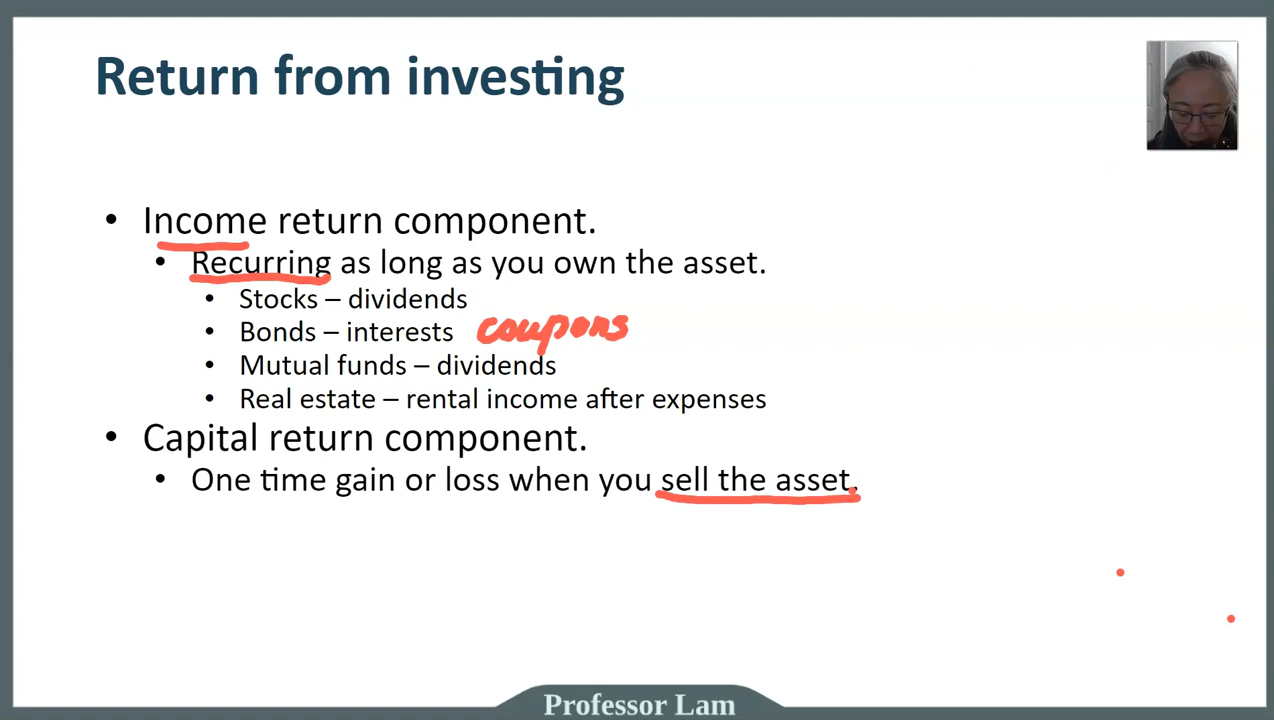 Return from investing
• Income return component.
• Recurring as long as you own the asset.
• Stocks – dividends
• Bonds – interests coupons
• Mutual funds – dividends
• Real estate – rental income after expenses
• Capital return component.
• One time gain or loss when you sell the asset.
Professor Lam